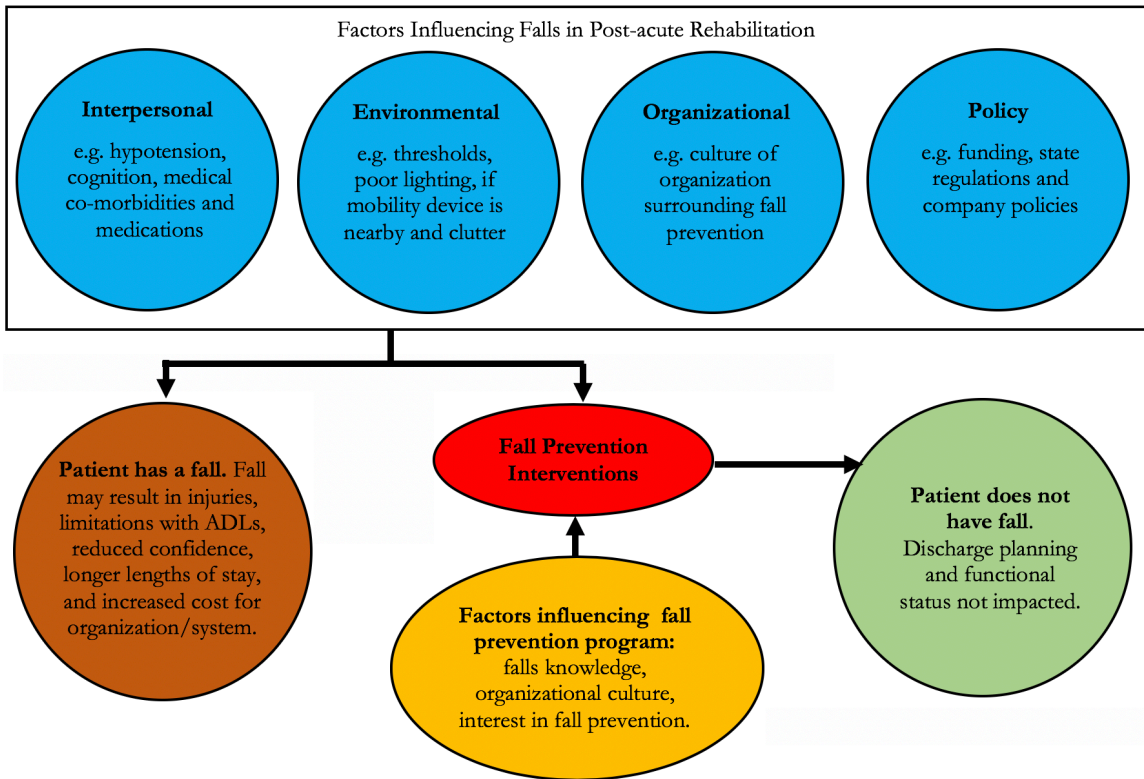 Factors Influencing Falls in Post-acute Rehabilitation
Interpersonal
e.g. hypotension,
cognition, medical
co-morbidities and
medications
Environmental
e.g. thresholds,
poor lighting, if
mobility device is
nearby and clutter
Organizational
e.g. culture of
organization
surrounding fall
prevention
Policy
e.g. funding, state
regulations and
company policies
Patient has a fall. Fall
may result in injuries,
limitations with ADLs,
reduced confidence,
longer lengths of stay,
and increased cost for
organization/system.
Fall Prevention
Interventions
Factors influencing fall
prevention program:
falls knowledge,
organizational culture,
interest in fall prevention.
Patient does not
have fall.
Discharge planning
and functional
status not impacted.